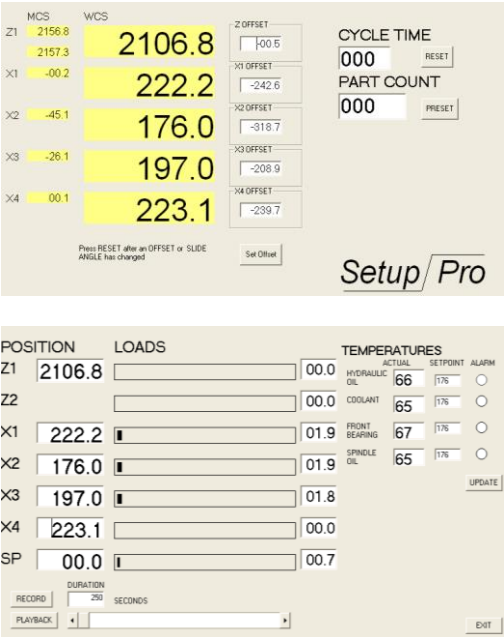 MCS WCS
Z OFFSET
Z1 2156.8 2106.8 -00.5
2157.3
CYCLE TIME
000 RESET
X1 OFFSET
X1 -00.2 222.2 -242.6
PART COUNT
000 PRESET
X2 OFFSET
X2 -45.1 176.0 -318.7
X3 OFFSET
X3 -26.1 197.0 -208.9
X4 OFFSET
X4 00.1 223.1 -239.7
Press RESET after an OFFSET or SLIDE
ANGLE has changed
Set Offset
Setup/Pro
POSITION LOADS TEMPERATURES
ACTUAL SETPOINT ALARM
Z1 2106.8 00.0
HYDRAULIC
OIL 66 176
Z2 00.0
COOLANT 65 176
X1 222.2 01.9
FRONT
BEARING 67 176
X2 176.0 01.9
SPINDLE
OIL 65 176
UPDATE
X3 197.0 01.8
X4 223.1 00.0
SP 00.0 00.7
DURATION
RECORD 250 SECONDS
PLAYBACK
EXIT